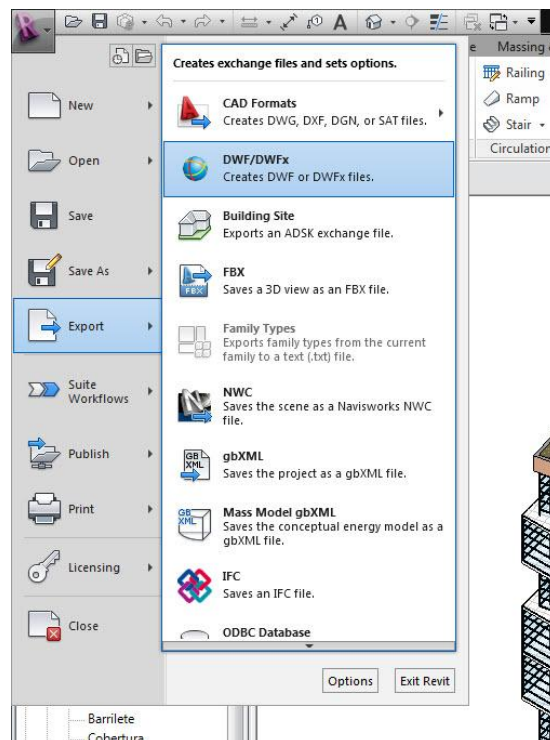 e Massing &
Railing
Ramp
Stair
Circulation
Creates exchange files and sets options.
New
Open
Save
Save As
Export
Suite
Workflows
Publish
Print
Licensing
Close
CAD Formats
Creates DWG, DXF, DGN, or SAT files.
DWF/DWFx
Creates DWF or DWFx files.
Building Site
Exports an ADSK exchange file.
FBX
Saves a 3D view as an FBX file.
Family Types
Exports family types from the current
family to a text (.txt) file.
NWC
Saves the scene as a Navisworks NWC
file.
gbXML
Saves the project as a gbXML file.
Mass Model gbXML
Saves the conceptual energy model as a
gbXML file.
IFC
Saves an IFC file.
ODBC Database
Options
Exit Revit
Barrilete
Cobertura